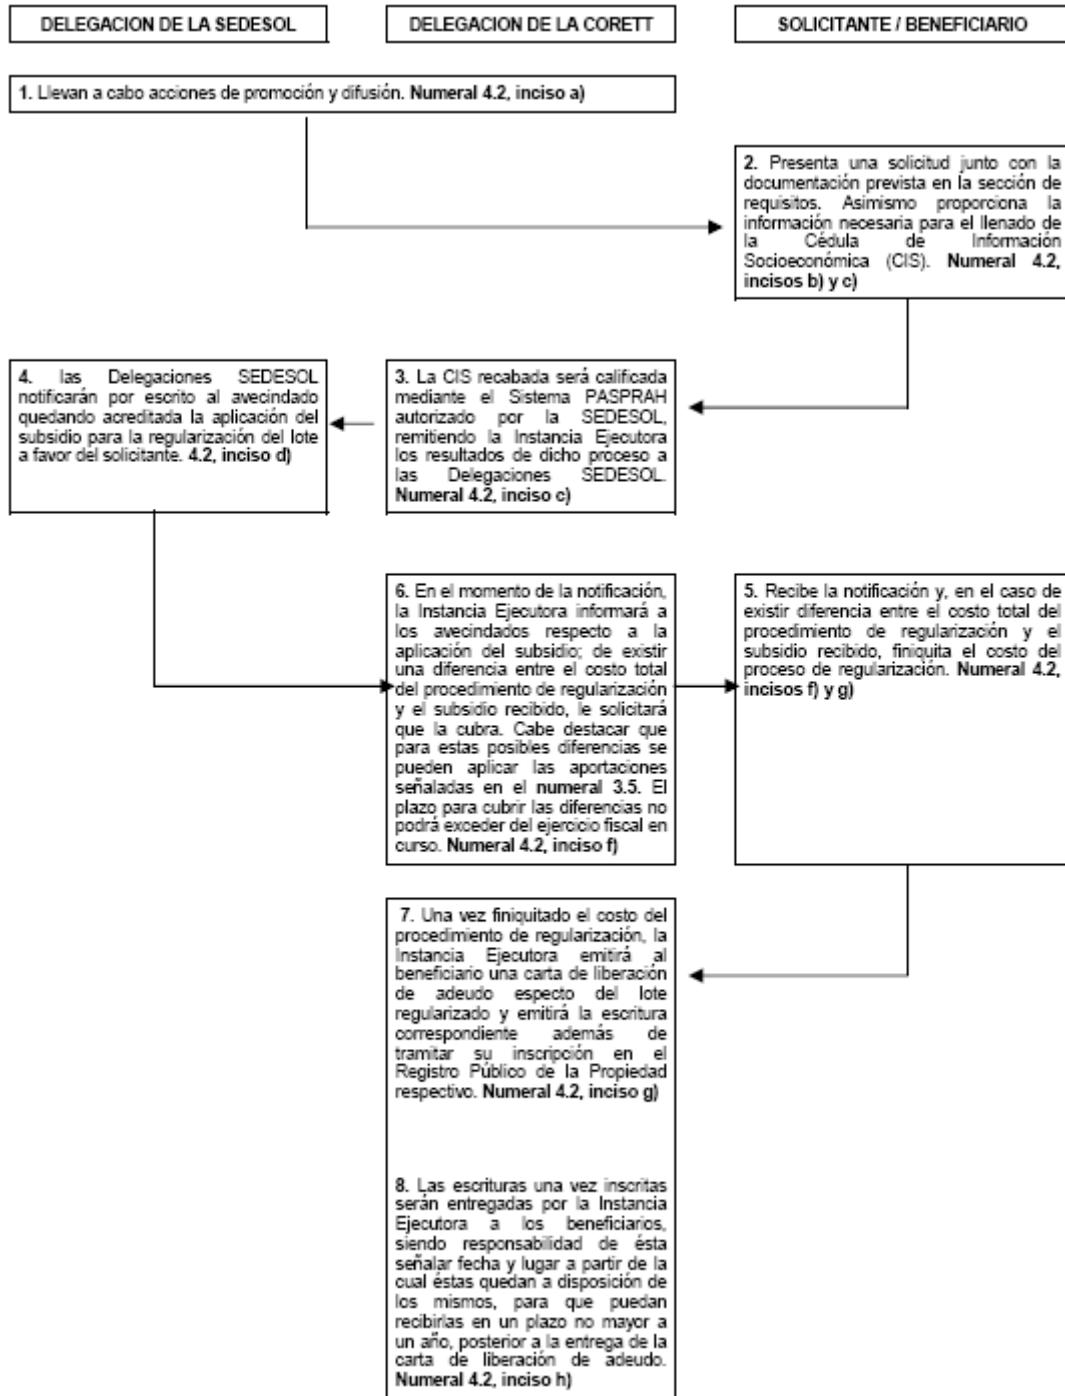 DELEGACION DE LA SEDESOL
DELEGACION DE LA CORETT
SOLICITANTE / BENEFICIARIO
1. Llevan a cabo acciones de promoción y difusión. Numeral 4.2, inciso a)
2. Presenta una solicitud junto con la
documentación prevista en la sección de
requisitos. Asimismo proporciona la
información necesaria para el llenado de
la Cédula de Información
Socioeconómica (CIS). Numeral 4.2,
incisos b) y c)
4. las Delegaciones SEDESOL
notificarán por escrito al avecindado
quedando acreditada la aplicación del
subsidio para la regularización del lote
a favor del solicitante. 4.2, inciso d)
3. La CIS recabada será calificada
mediante el Sistema PASPRAH
autorizado por la SEDESOL,
remitiendo la Instancia Ejecutora
los resultados de dicho proceso a
las Delegaciones SEDESOL.
Numeral 4.2, inciso c)
6. En el momento de la notificación,
la Instancia Ejecutora informará a
los avecindados respecto a la
aplicación del subsidio; de existir
una diferencia entre el costo total
del procedimiento de regularización
y el subsidio recibido, le solicitará
que la cubra. Cabe destacar que
para estas posibles diferencias se
pueden aplicar las aportaciones
señaladas en el numeral 3.5. El
plazo para cubrir las diferencias no
podrá exceder del ejercicio fiscal en
curso. Numeral 4.2, inciso f)
5. Recibe la notificación y, en el caso de
existir diferencia entre el costo total del
procedimiento de regularización y el
subsidio recibido, finiquita el costo del
proceso de regularización. Numeral 4.2,
incisos f) y g)
7. Una vez finiquitado el costo del
procedimiento de regularización, la
Instancia Ejecutora emitirá al
beneficiario una carta de liberación
de adeudo especto del lote
regularizado y emitirá la escritura
correspondiente además de
tramitar su inscripción en el
Registro Público de la Propiedad
respectivo. Numeral 4.2, inciso g)
8. Las escrituras una vez inscritas
serán entregadas por la Instancia
Ejecutora a los beneficiarios,
siendo responsabilidad de ésta
señalar fecha y lugar a partir de la
cual éstas quedan a disposición de
los mismos, para que puedan
recibirlas en un plazo no mayor a
un año, posterior a la entrega de la
carta de liberación de adeudo.
Numeral 4.2, inciso h)